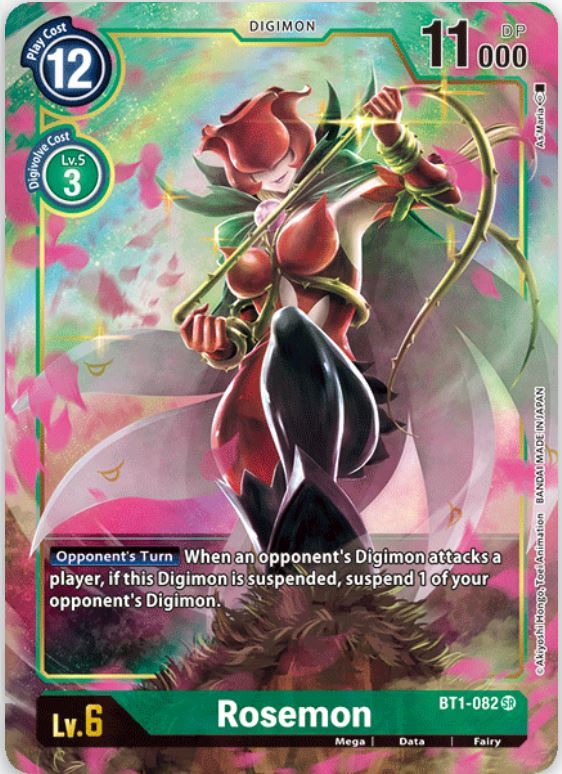 DIGIMON
Play Cost
12
11000
DP
Digivolve Cost
Lv.5
3
As'Maria
Opponent's Turn When an opponent's Digimon attacks a
player, if this Digimon is suspended, suspend 1 of your
opponent's Digimon.
©Akiyoshi Hongo, Toei Animation BANDAI MADE IN JAPAN
BT1-082 SR
Lv.6
Rosemon
Mega | Data | Fairy